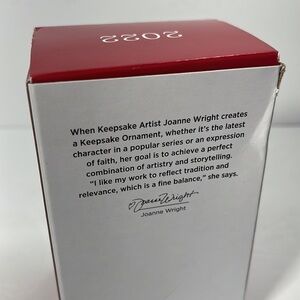 2022
When Keepsake Artist Joanne Wright creates
a Keepsake Ornament, whether it's the latest
character in a popular series or an expression
of faith, her goal is to achieve a perfect
combination of artistry and storytelling.
"I like my work to reflect tradition and
relevance, which is a fine balance," she says.
Joanne Wright
Joanne Wright